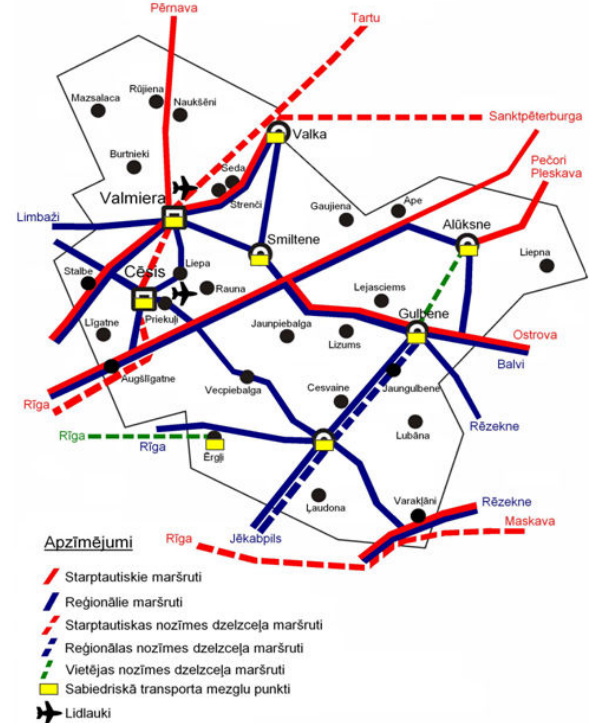 Pērnava
Tartu
Rūjiena
Mazsalaca
Naukšēni
Sanktpēterburga
Valka
Burtnieki
Pečori
Pleskava
Seda
Valmiera
Strenči
Ape
Gaujiena
Alūksne
Limbaži
Smiltene
Liepna
Stalbe
Cēsis
Liepa
Rauna
Lejasciems
Priekuļi
Gulbene
Līgatne
Jaunpiebalga
Lizums
Ostrova
Balvi
Augšlīgatne
Vecpiebalga
Cesvaine
Jaungulbene
Rīga
Rēzekne
Rīga
Rīga
Lubāna
Ērgļi
Ļaudona
Varakļāni
Rēzekne
Jēkabpils
Maskava
Rīga
Apzīmējumi
Starptautiskie maršruti
Reģionālie maršruti
Starptautiskas nozīmes dzelzceļa maršruti
Reģionālas nozīmes dzelzceļa maršruti
Vietējas nozīmes dzelzceļa maršruti
Sabiedriskā transporta mezglu punkti
Lidlauki